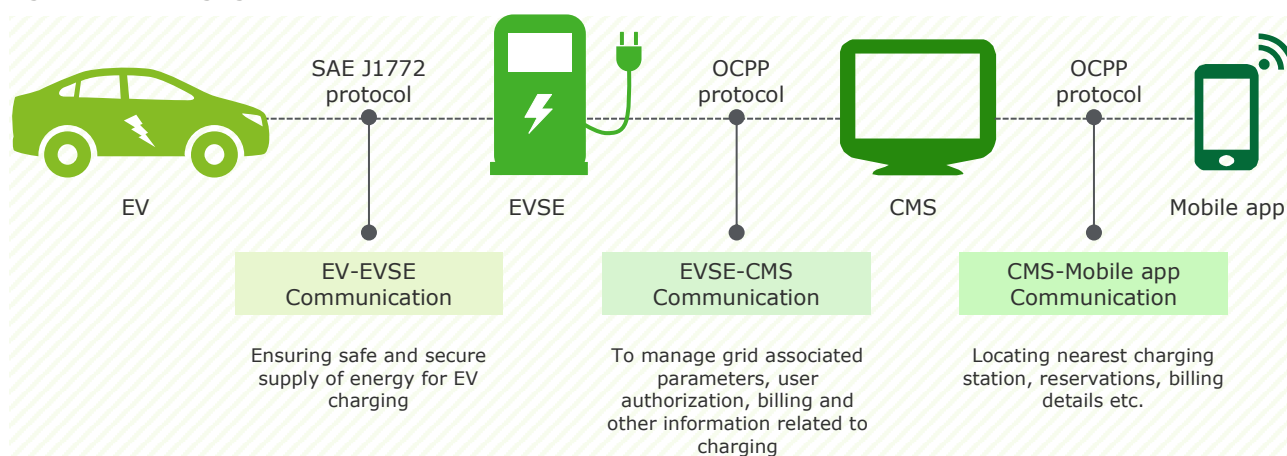 SAE J1772
protocol
OCPP
protocol
OCPP
protocol
EV
EVSE
CMS
Mobile app
EV-EVSE
Communication
EVSE-CMS
Communication
CMS-Mobile app
Communication
Ensuring safe and secure
supply of energy for EV
charging
To manage grid associated
parameters, user
authorization, billing and
other information related to
charging
Locating nearest charging
station, reservations, billing
details etc.